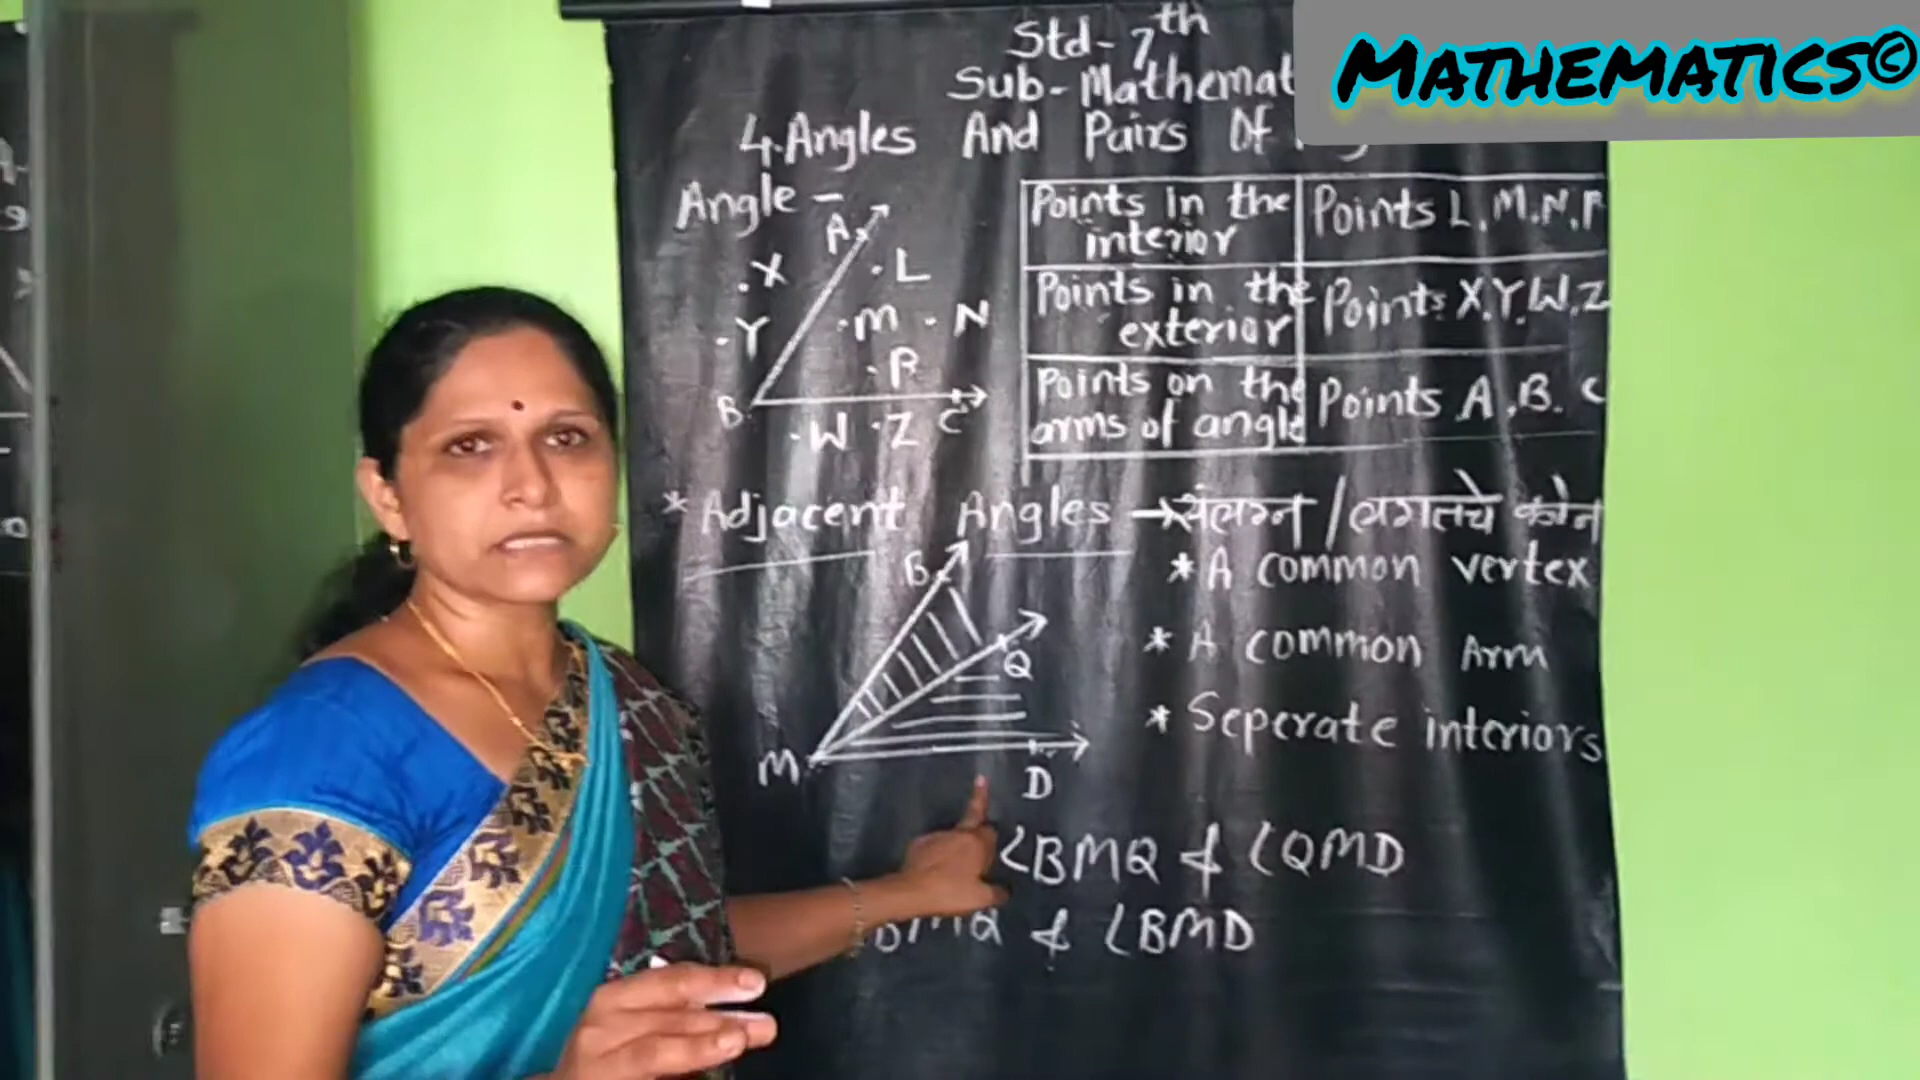 MATHEMATICS©
Std-7th
Sub-Mathemat
4.Angles And Pairs Of
Angle -
A
X
L
Y
M
N
P
B
W
Z
C
Points in the interior
Points L, M, N, P
Points in the exterior
Points X, Y, W, Z
Points on the arms of angle
Points A, B, C
* Adjacent Angles → संलग्न / लगतचे कोन
B
Q
M
D
* A common vertex
* A common Arm
* Seperate interiors
∠BMQ & ∠QMD
BMQ & ∠BMD